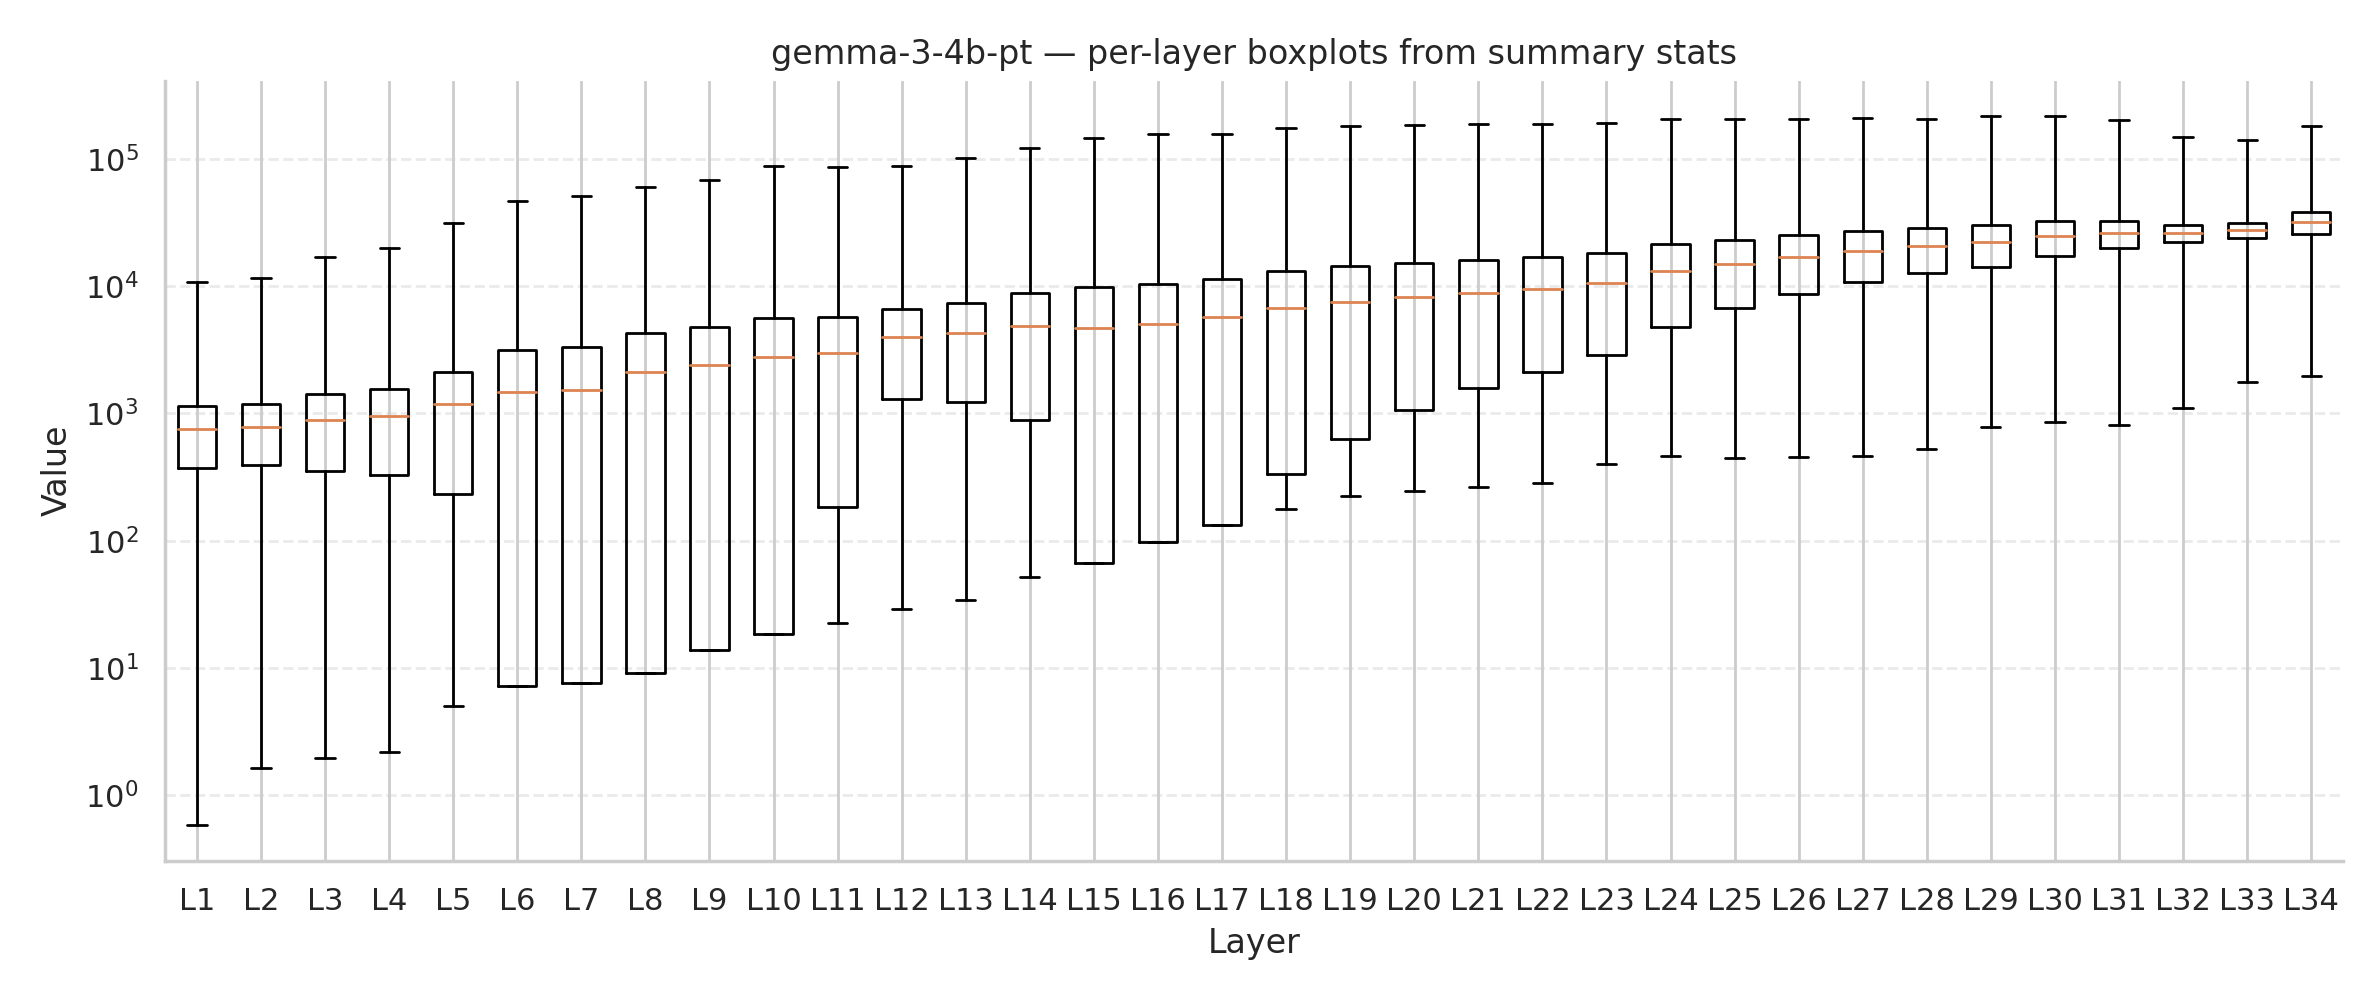 gemma-3-4b-pt — per-layer boxplots from summary stats
Value
10⁵
10⁴
10³
10²
10¹
10⁰
L1 L2 L3 L4 L5 L6 L7 L8 L9 L10 L11 L12 L13 L14 L15 L16 L17 L18 L19 L20 L21 L22 L23 L24 L25 L26 L27 L28 L29 L30 L31 L32 L33 L34
Layer